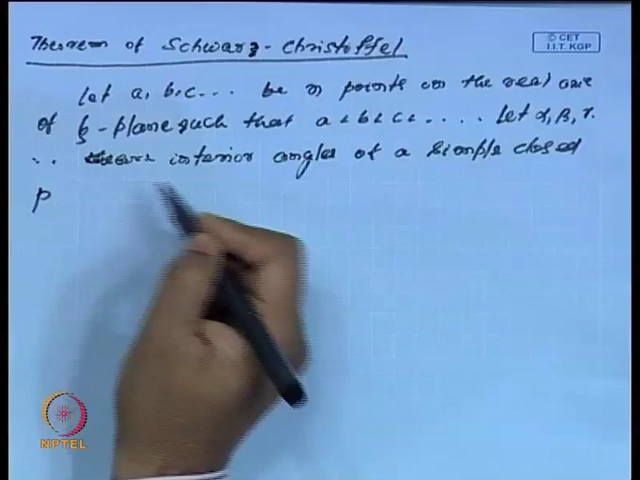 Theorem of Schwarz-Christoffel
© CET
I.I.T. KGP
Let a, b, c... be n points on the real axis
of ξ-plane such that a < b < c < .... Let α, β, γ.
... interior angles of a simple closed
p
NPTEL